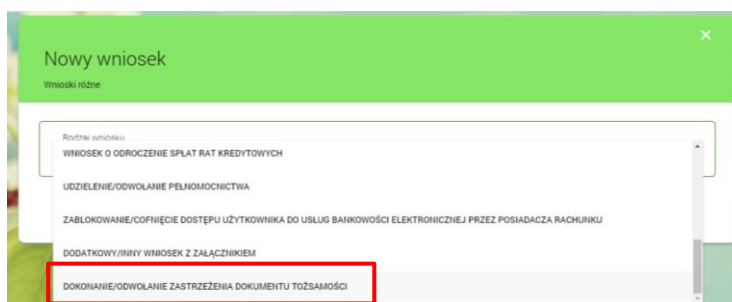 Nowy wniosek
Wnioski różne
Rodzaj wniosku
WNIOSEK O ODROCZENIE SPŁAT RAT KREDYTOWYCH
UDZIELENIE/ODWOŁANIE PEŁNOMOCNICTWA
ZABLOKOWANIE/COFNIĘCIE DOSTĘPU UŻYTKOWNIKA DO USŁUG BANKOWOŚCI ELEKTRONICZNEJ PRZEZ POSIADACZA RACHUNKU
DODATKOWY/INNY WNIOSEK Z ZAŁĄCZNIKIEM
DOKONANIE/ODWOŁANIE ZASTRZEŻENIA DOKUMENTU TOŻSAMOŚCI